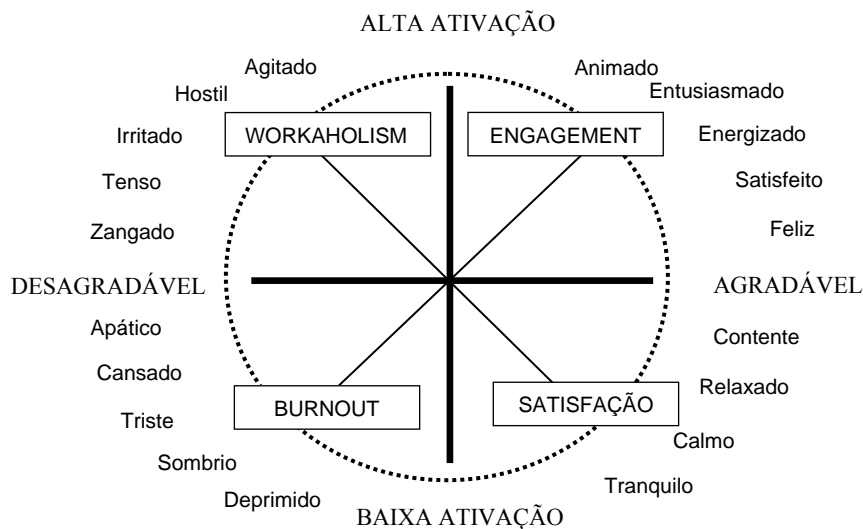 ALTA ATIVAÇÃO
Agitado
Animado
Hostil
Entusiasmado
Irritado
WORKAHOLISM
ENGAGEMENT
Energizado
Tenso
Satisfeito
Zangado
Feliz
DESAGRADÁVEL
AGRADÁVEL
Apático
Contente
Cansado
Relaxado
BURNOUT
SATISFAÇÃO
Triste
Calmo
Sombrio
Tranquilo
Deprimido
BAIXA ATIVAÇÃO